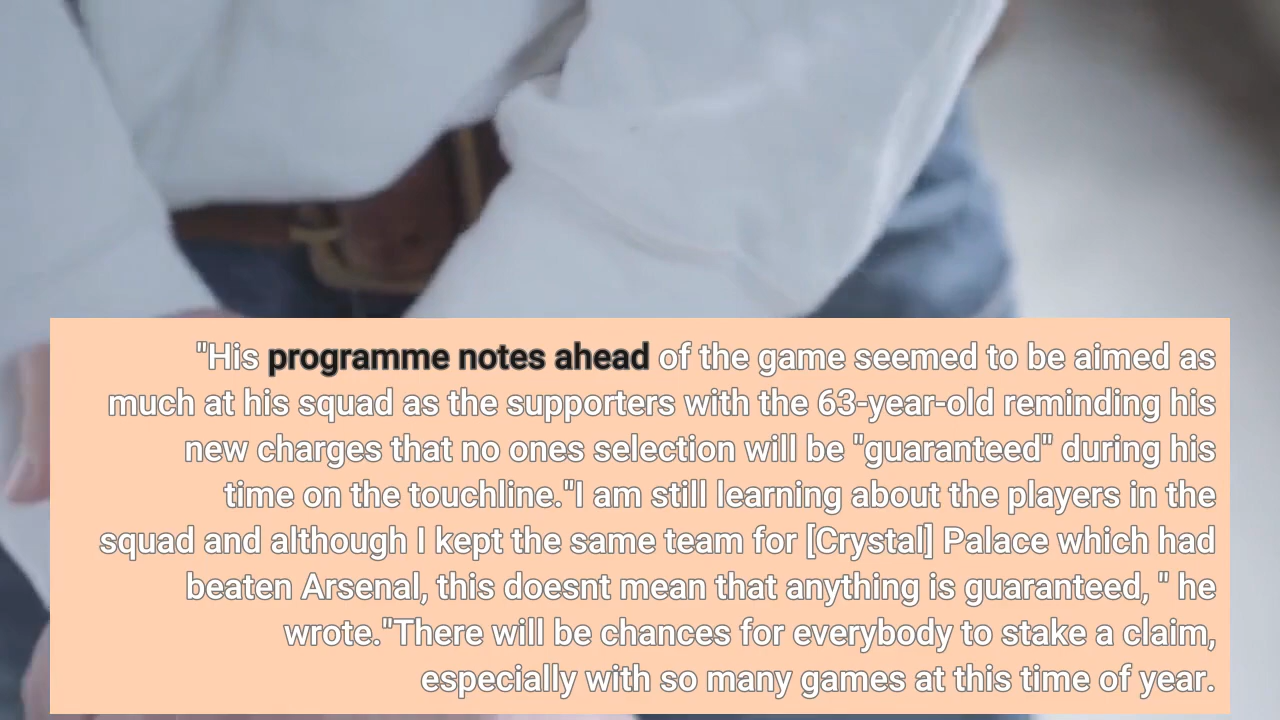 "His programme notes ahead of the game seemed to be aimed as
much at his squad as the supporters with the 63-year-old reminding his
new charges that no ones selection will be "guaranteed" during his
time on the touchline."I am still learning about the players in the
squad and although I kept the same team for [Crystal] Palace which had
beaten Arsenal, this doesnt mean that anything is guaranteed, " he
wrote."There will be chances for everybody to stake a claim,
especially with so many games at this time of year.